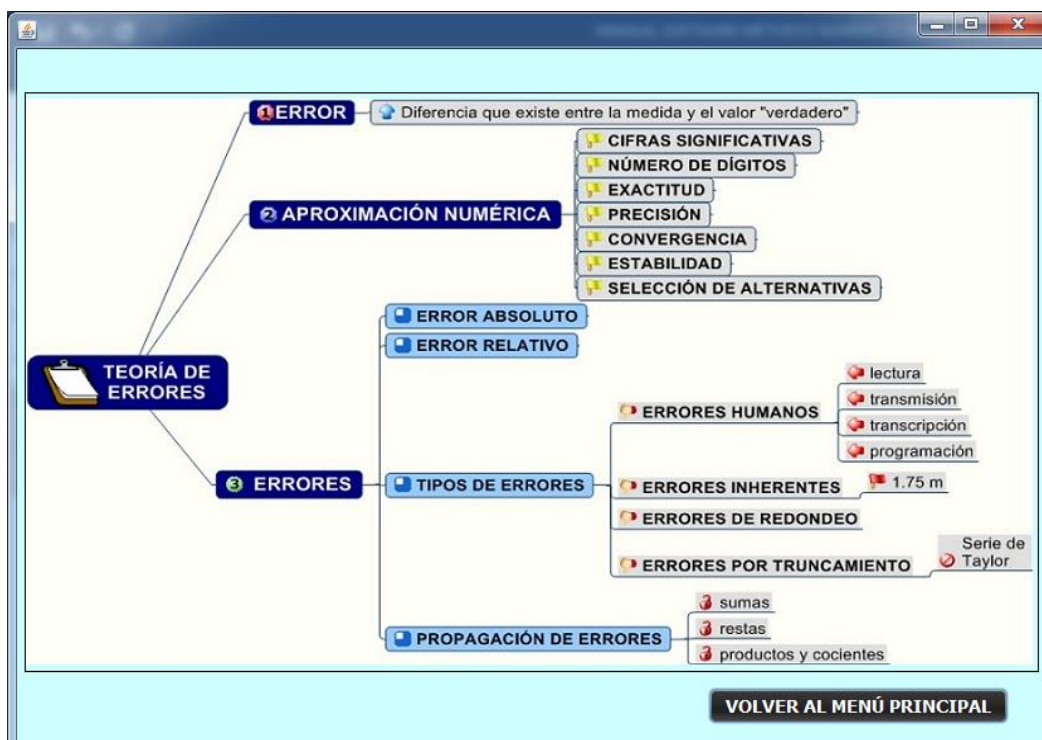 ERROR
Diferencia que existe entre la medida y el valor "verdadero"
APROXIMACIÓN NUMÉRICA
CIFRAS SIGNIFICATIVAS
NÚMERO DE DÍGITOS
EXACTITUD
PRECISIÓN
CONVERGENCIA
ESTABILIDAD
SELECCIÓN DE ALTERNATIVAS
TEORÍA DE
ERRORES
3 ERRORES
ERROR ABSOLUTO
ERROR RELATIVO
TIPOS DE ERRORES
ERRORES HUMANOS
lectura
transmisión
transcripción
programación
ERRORES INHERENTES
1.75 m
ERRORES DE REDONDEO
ERRORES POR TRUNCAMIENTO
Serie de
Taylor
PROPAGACIÓN DE ERRORES
sumas
restas
productos y cocientes
VOLVER AL MENÚ PRINCIPAL